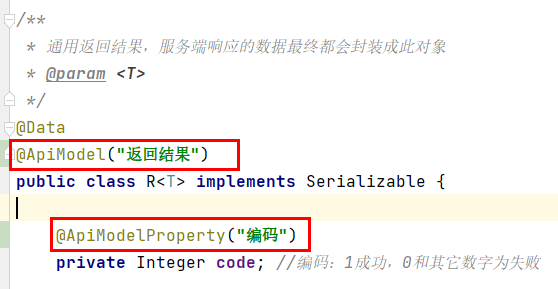 /**
* 通用返回结果，服务端响应的数据最终都会封装成此对象
* @param <T>
*/
@Data
@ApiModel("返回结果")
public class R<T> implements Serializable {
@ApiModelProperty("编码")
private Integer code; //编码：1成功，0和其它数字为失败